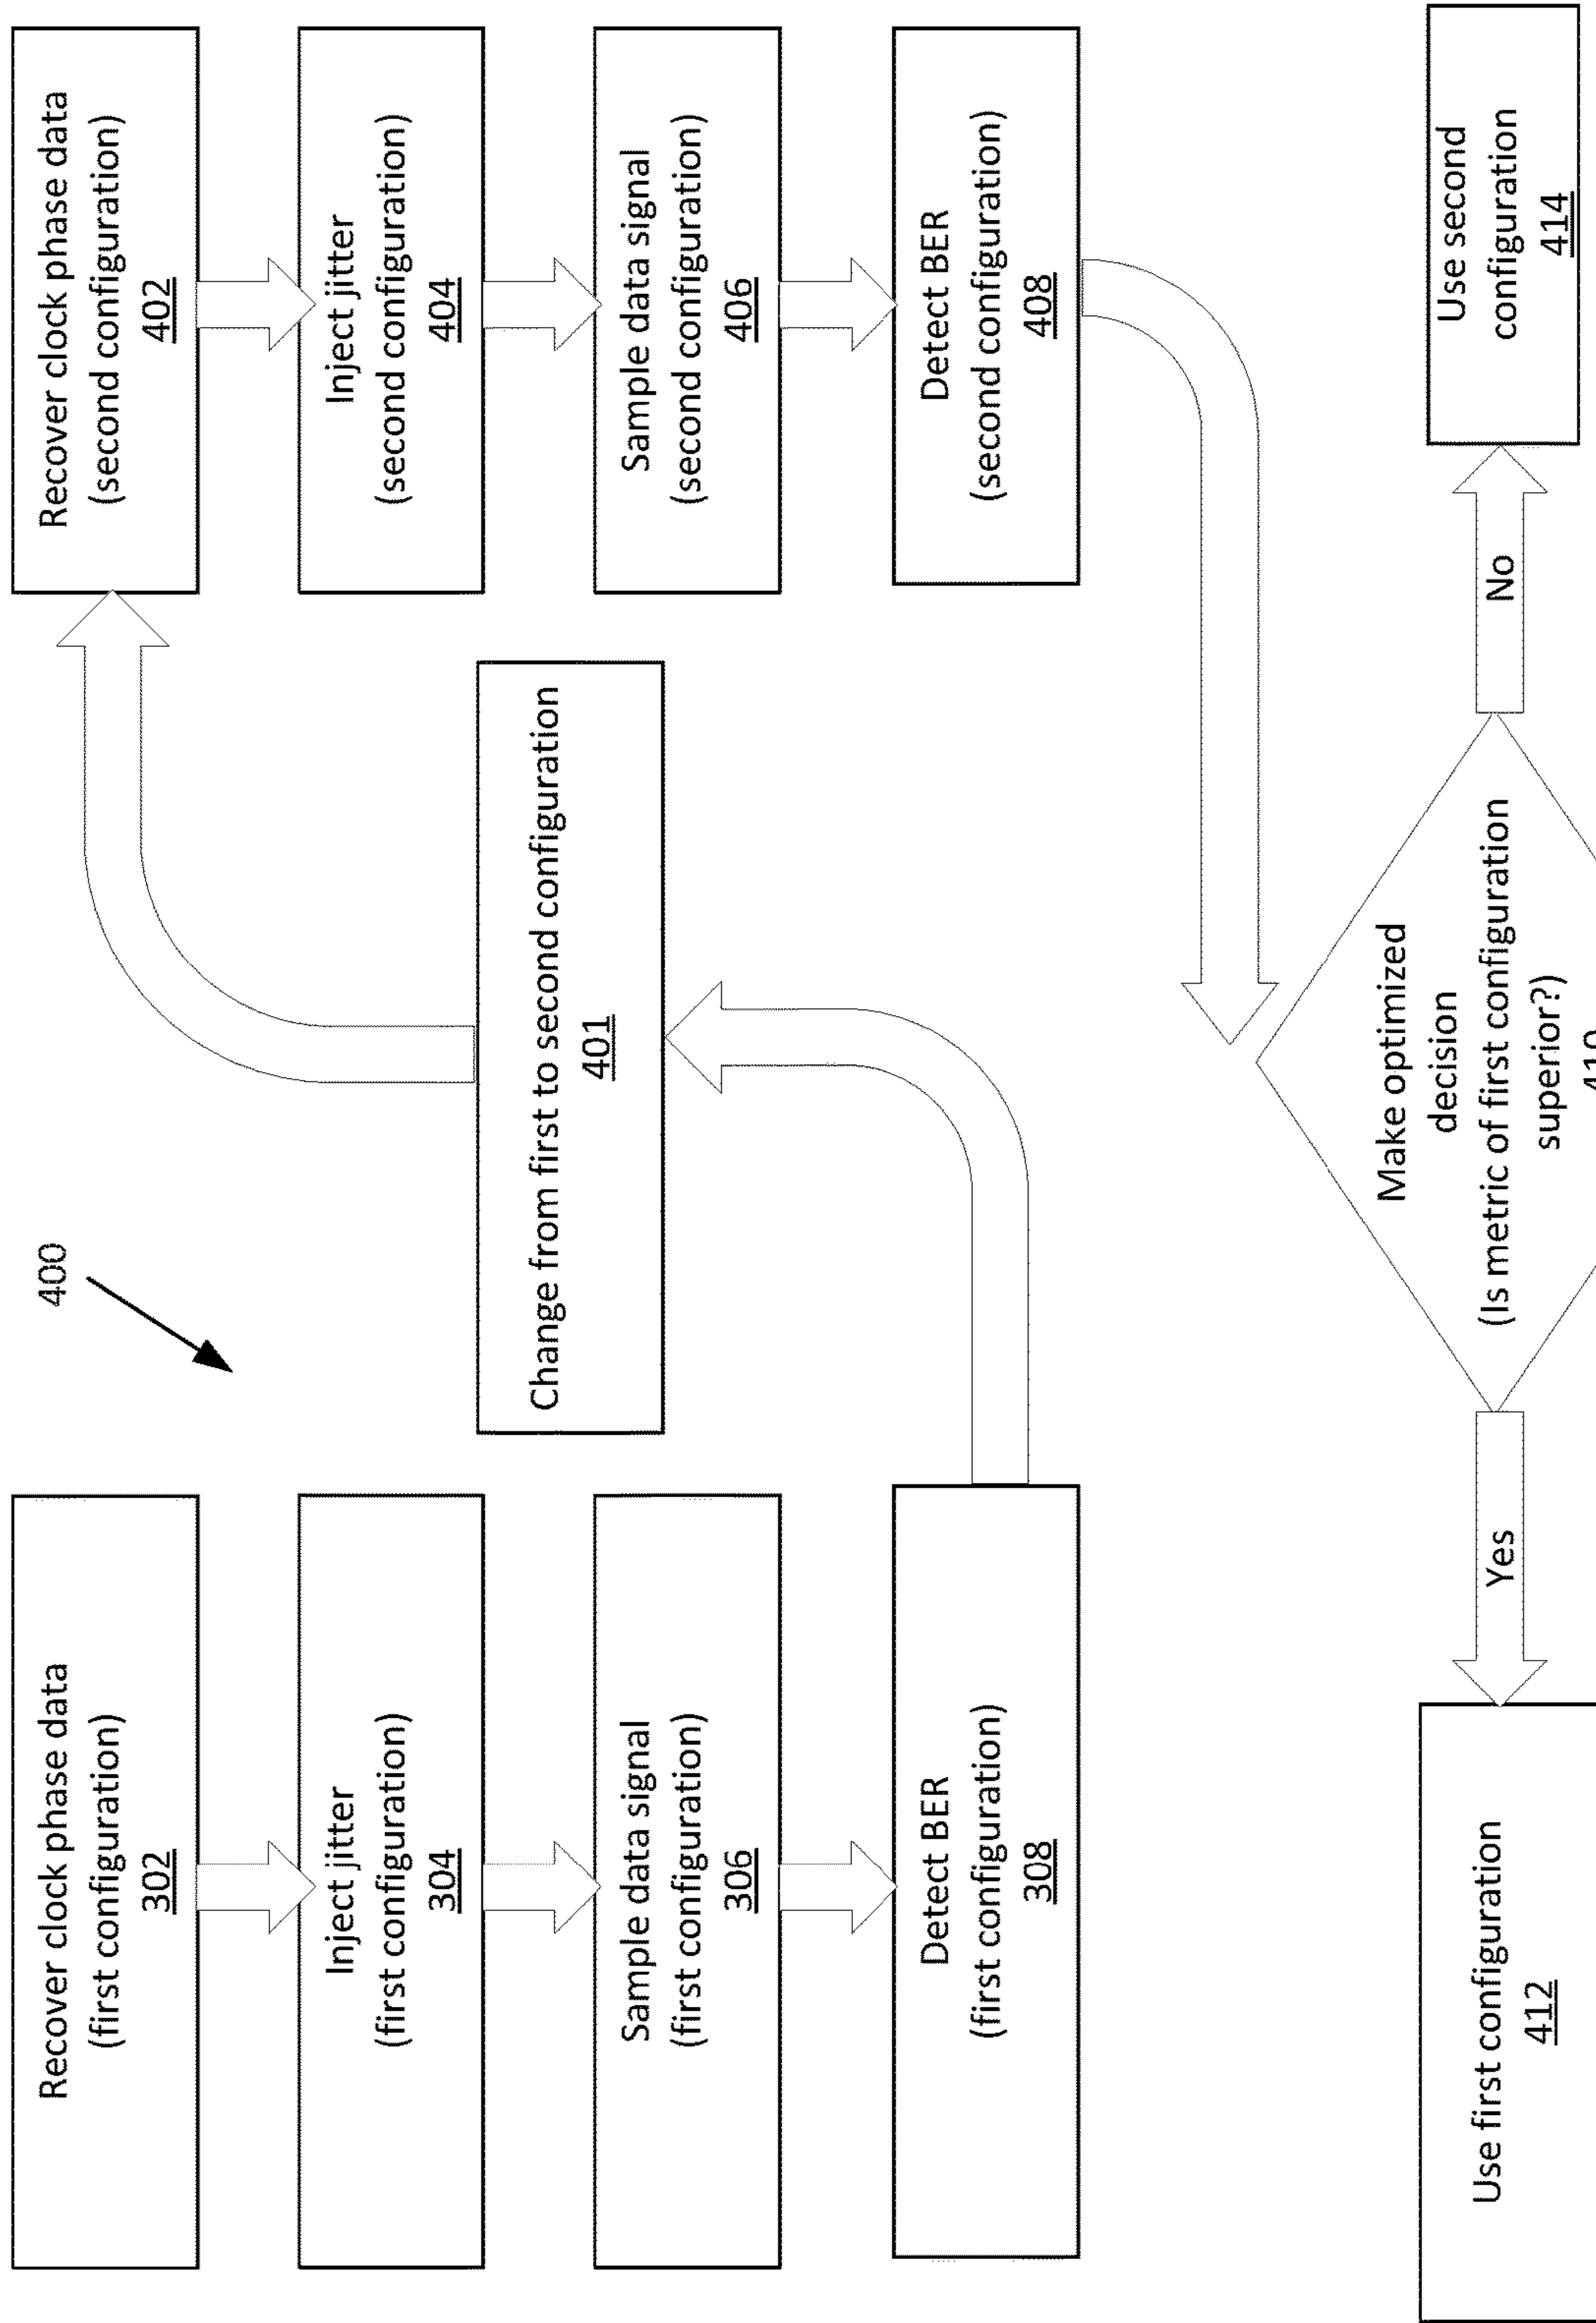 400
Recover clock phase data
(first configuration)
302
Inject jitter
(first configuration)
304
Sample data signal
(first configuration)
306
Detect BER
(first configuration)
308
Change from first to second configuration
401
Recover clock phase data
(second configuration)
402
Inject jitter
(second configuration)
404
Sample data signal
(second configuration)
406
Detect BER
(second configuration)
408
Make optimized
decision
(Is metric of first configuration
superior?)
Yes
Use first configuration
412
No
Use second
configuration
414